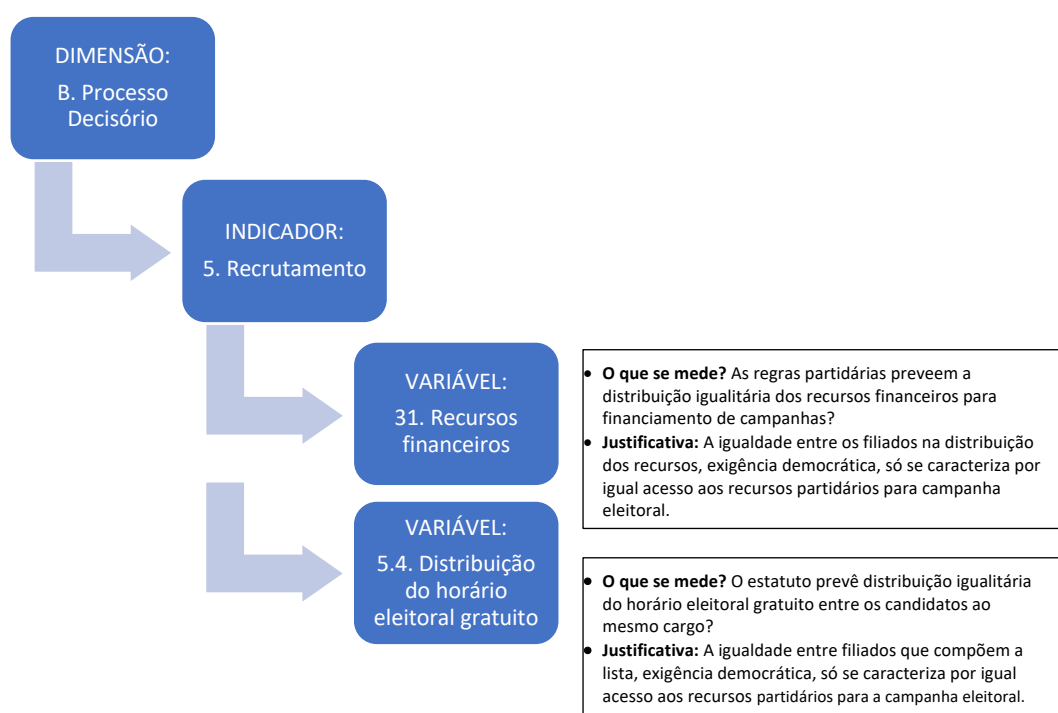 DIMENSÃO:
B. Processo
Decisório
INDICADOR:
5. Recrutamento
VARIÁVEL:
31. Recursos
financeiros
• O que se mede? As regras partidárias preveem a
distribuição igualitária dos recursos financeiros para
financiamento de campanhas?
• Justificativa: A igualdade entre os filiados na distribuição
dos recursos, exigência democrática, só se caracteriza por
igual acesso aos recursos partidários para campanha
eleitoral.
VARIÁVEL:
5.4. Distribuição
do horário
eleitoral gratuito
• O que se mede? O estatuto prevê distribuição igualitária
do horário eleitoral gratuito entre os candidatos ao
mesmo cargo?
• Justificativa: A igualdade entre filiados que compõem a
lista, exigência democrática, só se caracteriza por igual
acesso aos recursos partidários para a campanha eleitoral.